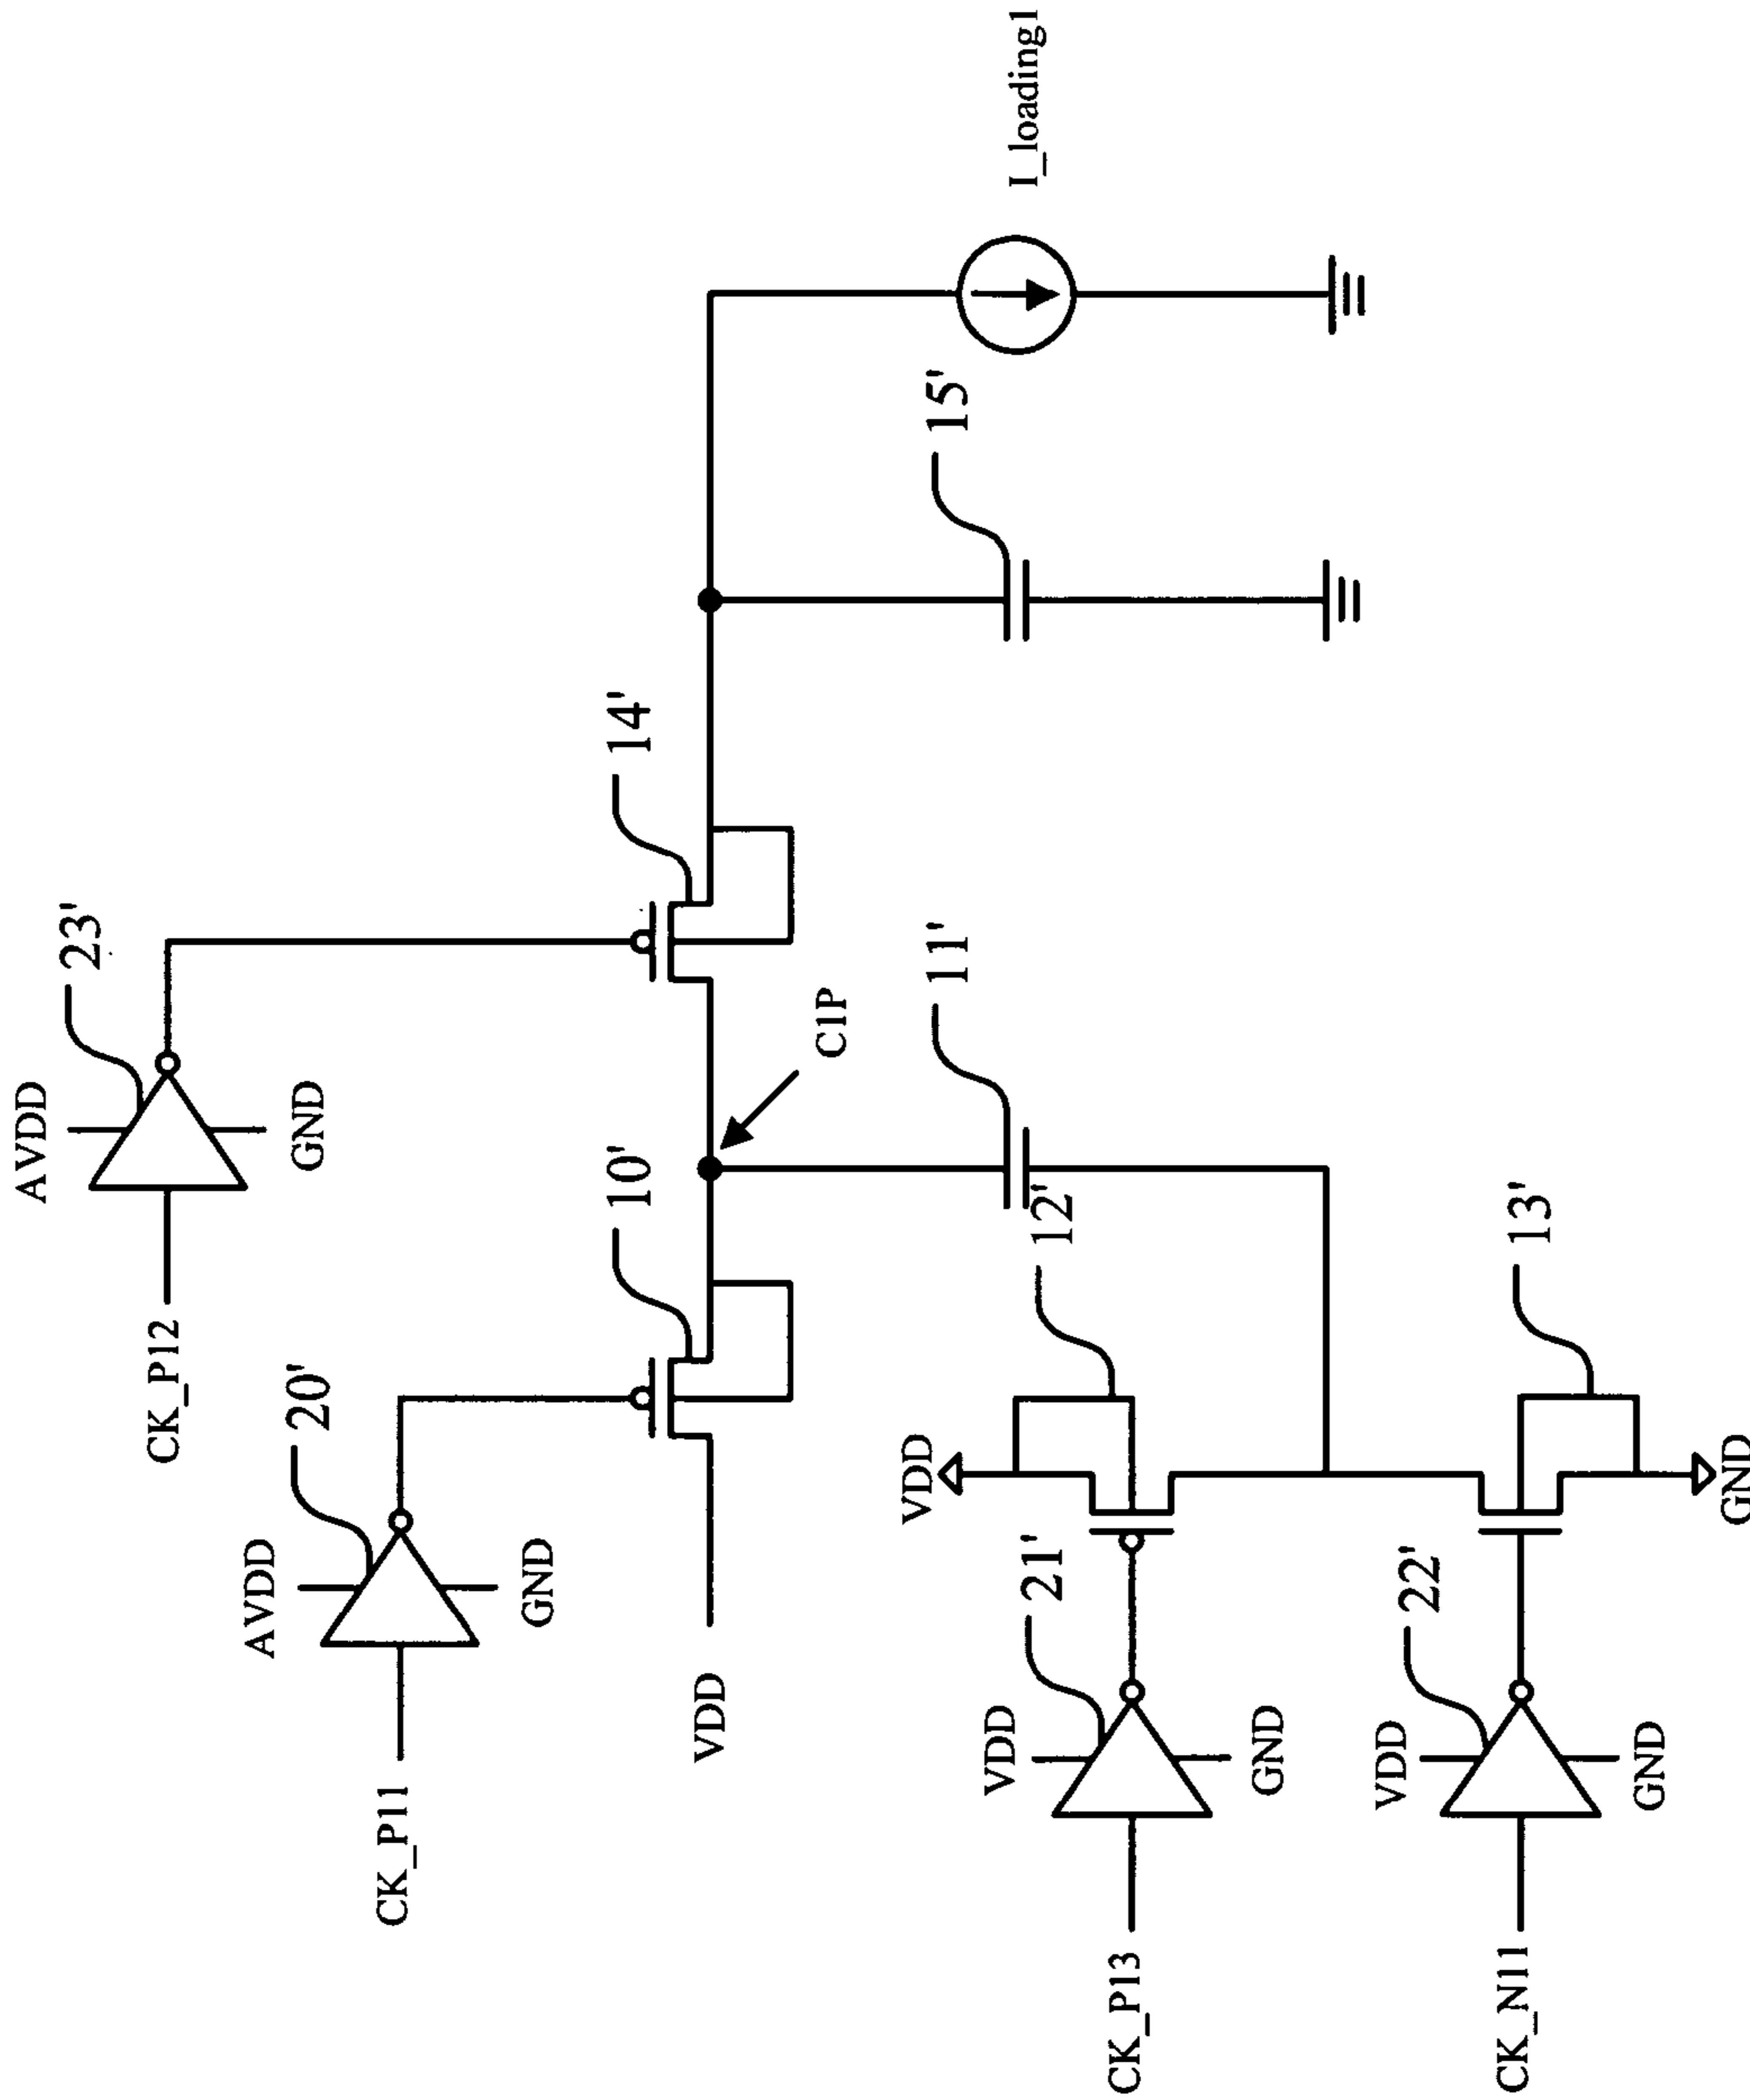 AVDD
23'
CK_P12
GND
AVDD
20'
CK_P11
GND
14'
10'
VDD
C1P
15'
I_loading1
11'
VDD
12'
VDD
21'
CK_P13
GND
13'
VDD
22'
CK_N11
GND
GND